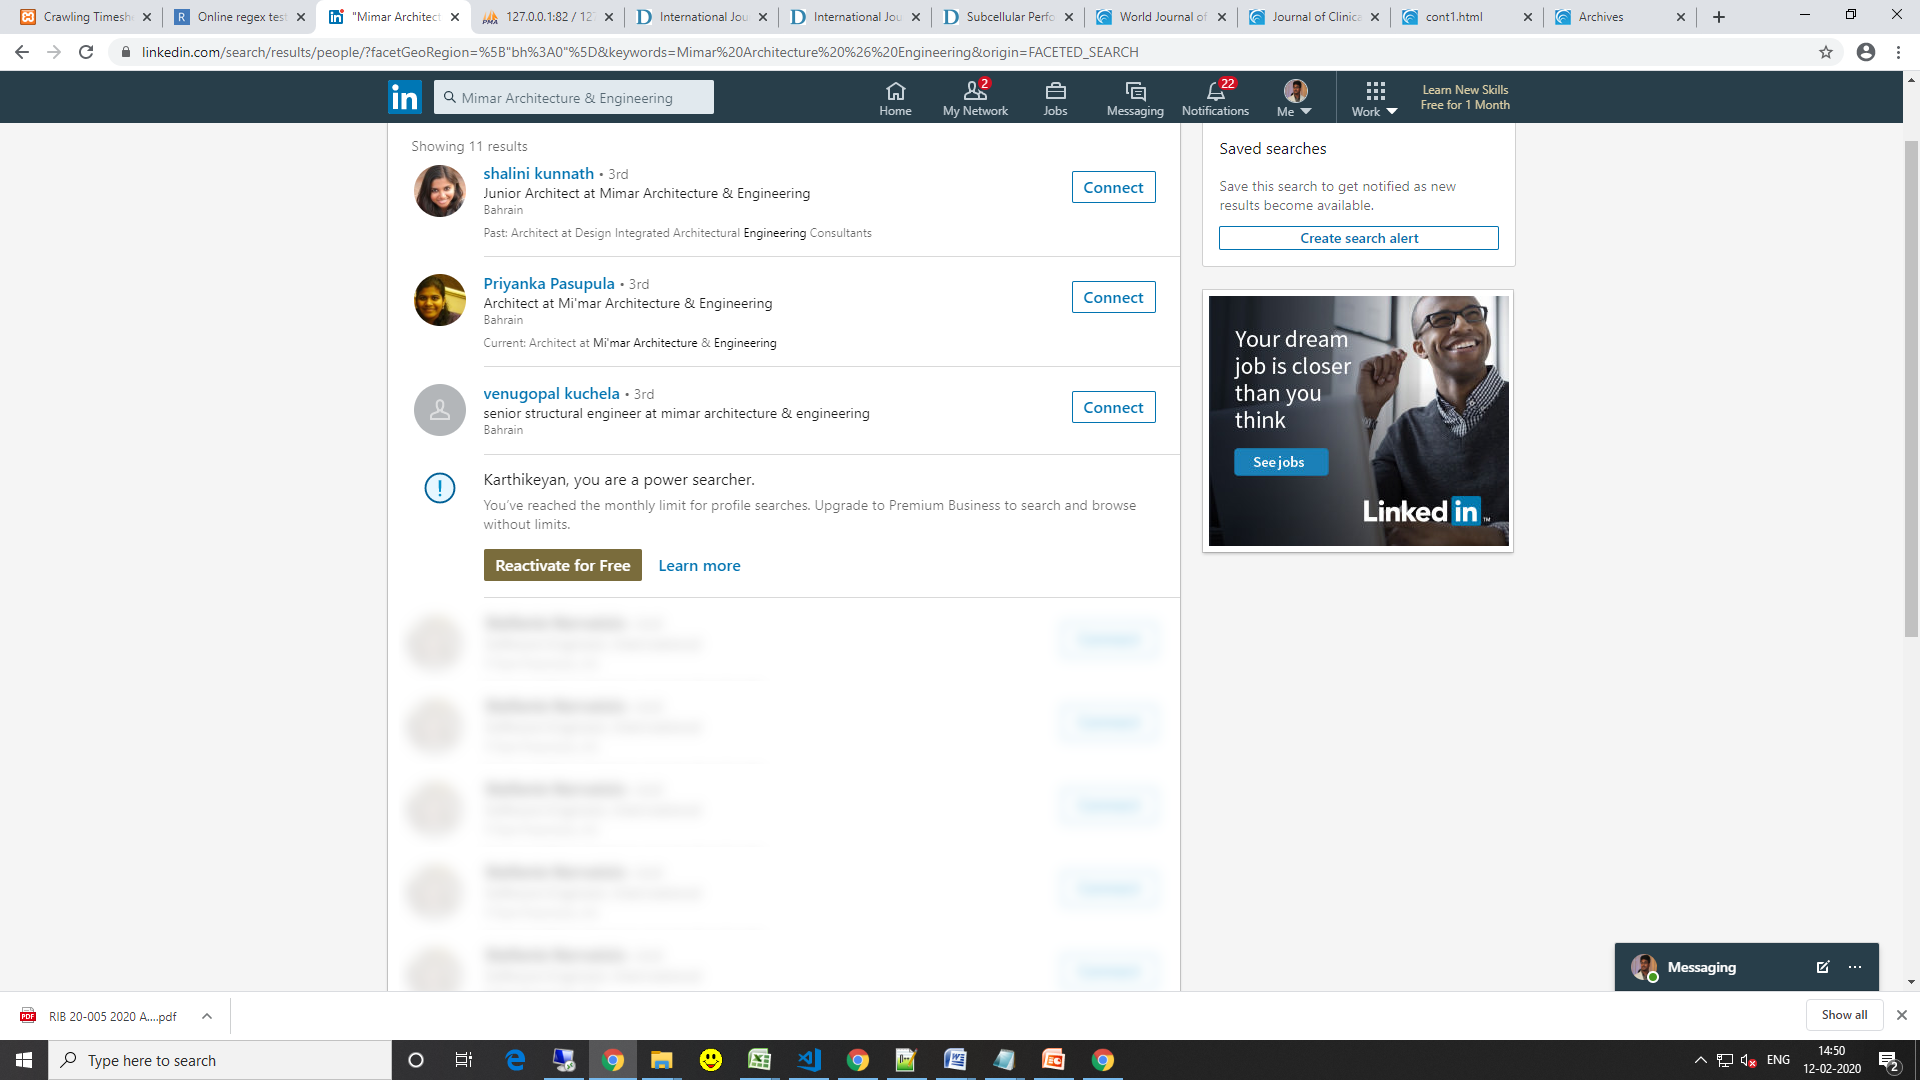 Crawling Timeshe
Online regex test
"Mimar Architect
127.0.0.1:82 / 127
International Jou
International Jou
Subcellular Perfo
World Journal of
Journal of Clinica
cont1.html
Archives
linkedin.com/search/results/people/?facetGeoRegion=%5B"bh%3A0"%5D&keywords=Mimar%20Architecture%20%26%20Engineering&origin=FACETED_SEARCH
in
Mimar Architecture & Engineering
Home
2
My Network
Jobs
Messaging
22
Notifications
Me
Work
Learn New Skills
Free for 1 Month
Showing 11 results
shalini kunnath • 3rd
Junior Architect at Mimar Architecture & Engineering
Bahrain
Past: Architect at Design Integrated Architectural Engineering Consultants
Connect
Priyanka Pasupula • 3rd
Architect at Mi'mar Architecture & Engineering
Bahrain
Current: Architect at Mi'mar Architecture & Engineering
Connect
venugopal kuchela • 3rd
senior structural engineer at mimar architecture & engineering
Bahrain
Connect
Karthikeyan, you are a power searcher.
You've reached the monthly limit for profile searches. Upgrade to Premium Business to search and browse
without limits.
Reactivate for Free
Learn more
Saved searches
Save this search to get notified as new
results become available.
Create search alert
Your dream
job is closer
than you
think
See jobs
Linked in ™
Messaging
RIB 20-005 2020 A....pdf
Show all
Type here to search
ENG
14:50
12-02-2020
2